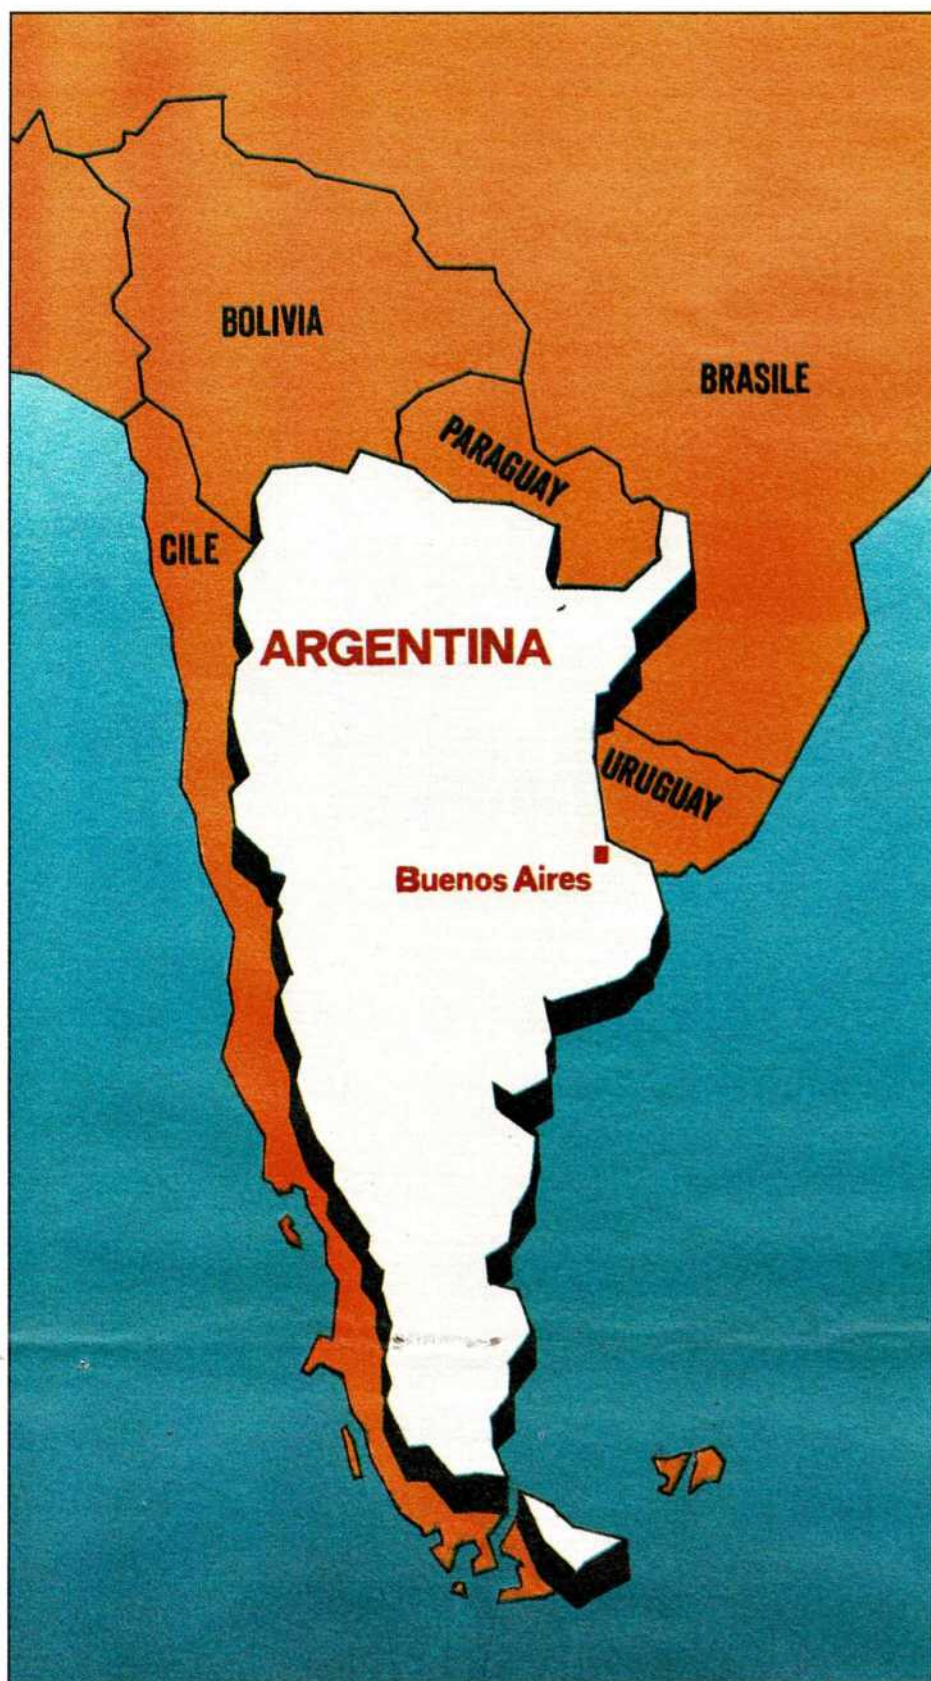 BOLIVIA
BRASILE
PARAGUAY
CILE
ARGENTINA
URUGUAY
Buenos Aires